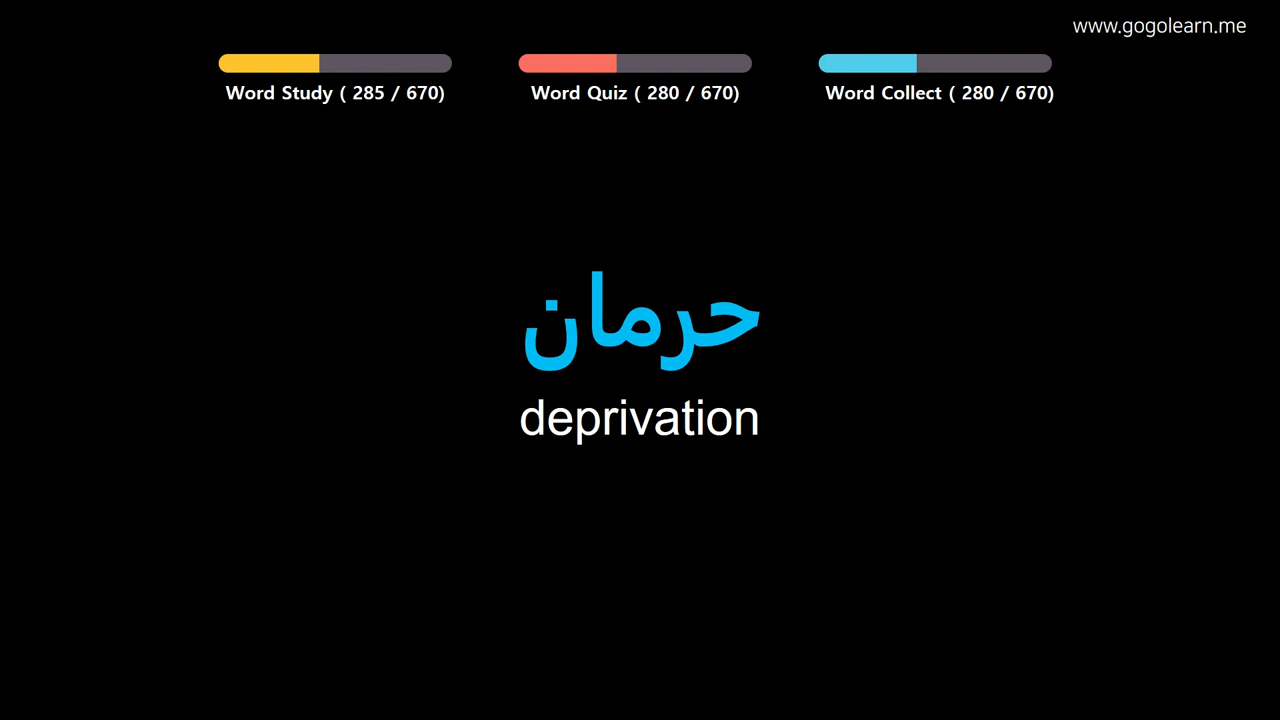 www.gogolearn.me
Word Study ( 285 / 670)
Word Quiz ( 280 / 670)
Word Collect ( 280 / 670)
حرمان
deprivation